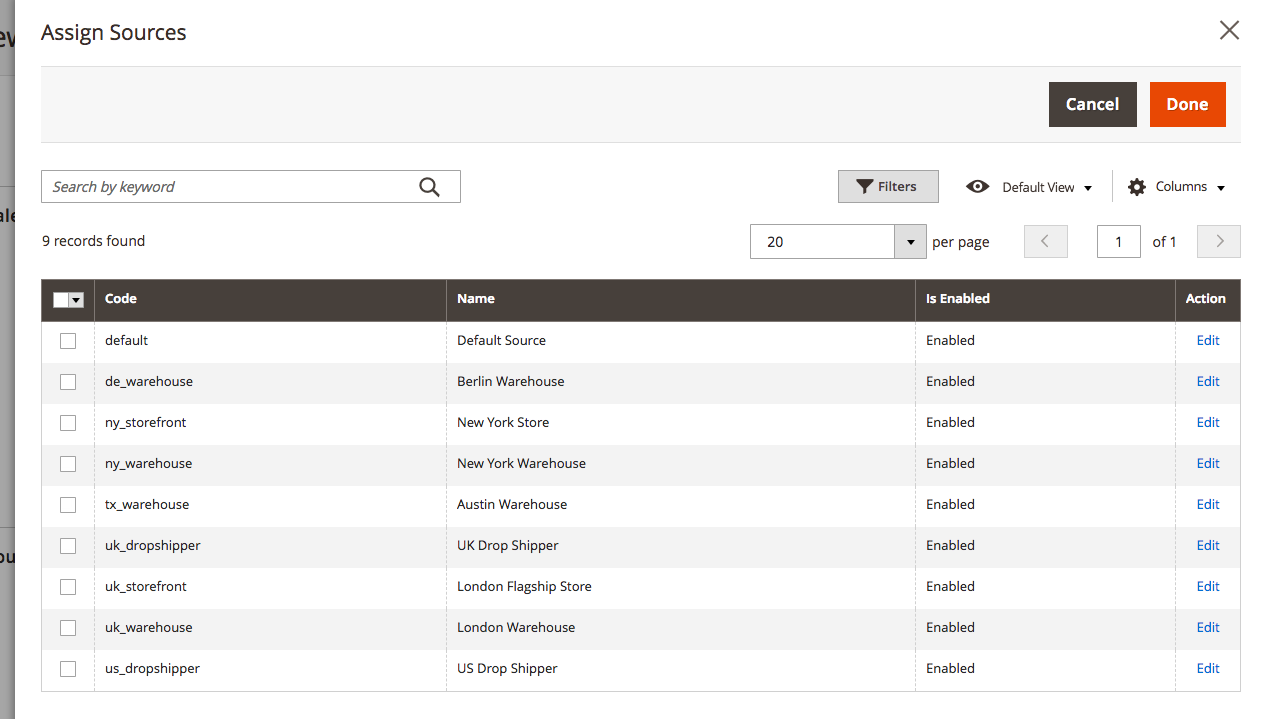 Assign Sources
Cancel Done
Search by keyword Filters Default View Columns
9 records found 20 per page 1 of 1
Code Name Is Enabled Action
default Default Source Enabled Edit
de_warehouse Berlin Warehouse Enabled Edit
ny_storefront New York Store Enabled Edit
ny_warehouse New York Warehouse Enabled Edit
tx_warehouse Austin Warehouse Enabled Edit
uk_dropshipper UK Drop Shipper Enabled Edit
uk_storefront London Flagship Store Enabled Edit
uk_warehouse London Warehouse Enabled Edit
us_dropshipper US Drop Shipper Enabled Edit